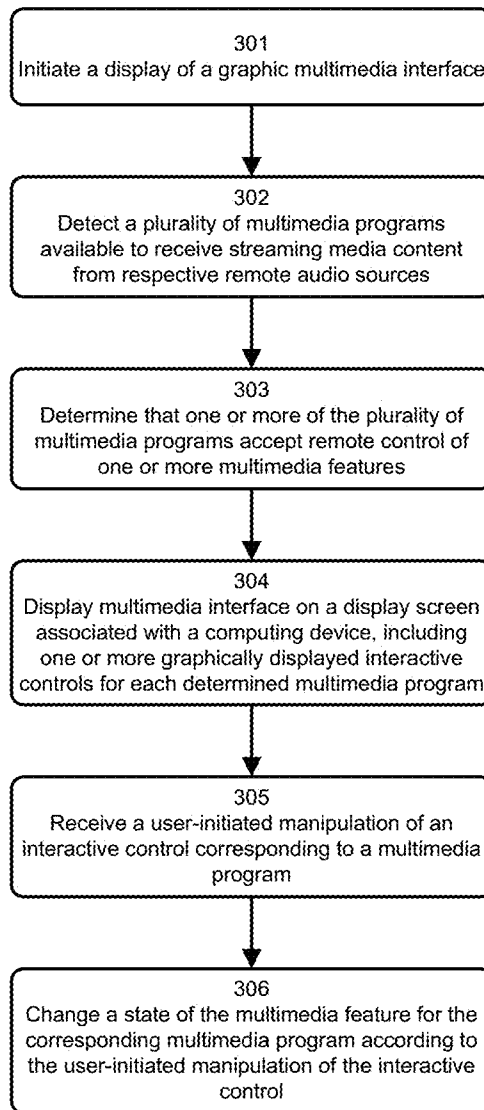 301
Initiate a display of a graphic multimedia interface
302
Detect a plurality of multimedia programs
available to receive streaming media content
from respective remote audio sources
303
Determine that one or more of the plurality of
multimedia programs accept remote control of
one or more multimedia features
304
Display multimedia interface on a display screen
associated with a computing device, including
one or more graphically displayed interactive
controls for each determined multimedia program
305
Receive a user-initiated manipulation of an
interactive control corresponding to a multimedia
program
306
Change a state of the multimedia feature for the
corresponding multimedia program according to
the user-initiated manipulation of the interactive
control